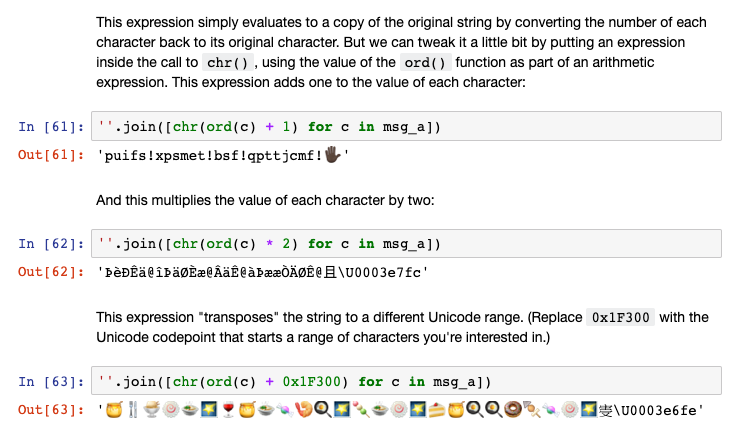 This expression simply evaluates to a copy of the original string by converting the number of each
character back to its original character. But we can tweak it a little bit by putting an expression
inside the call to chr(), using the value of the ord() function as part of an arithmetic
expression. This expression adds one to the value of each character:
In [61]: ''.join([chr(ord(c) + 1) for c in msg_a])
Out[61]: 'puifs!xpsmet!bsf!qpttjcmf!🖐🏿'
And this multiplies the value of each character by two:
In [62]: ''.join([chr(ord(c) * 2) for c in msg_a])
Out[62]: 'ÞèÐÊä@îÞäØÈæ@ÂäÊ@àÞææÒÄØÊ@且\U0003e7fc'
This expression "transposes" the string to a different Unicode range. (Replace 0x1F300 with the
Unicode codepoint that starts a range of characters you're interested in.)
In [63]: ''.join([chr(ord(c) + 0x1F300) for c in msg_a])
Out[63]: '🍯🍴🍨🍥🍲🌠🍷🍯🍲🍬🍤🍳🌠🍡🍲🍥🌠🍰🍯🍳🍳🍩🍢🍬🍥🌠\U0003e6fe'